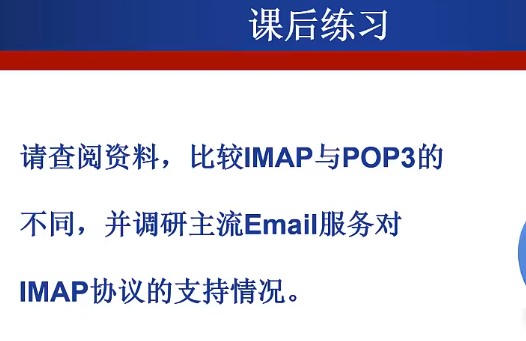 课后练习
请查阅资料，比较IMAP与POP3的
不同，并调研主流Email服务对
IMAP协议的支持情况。